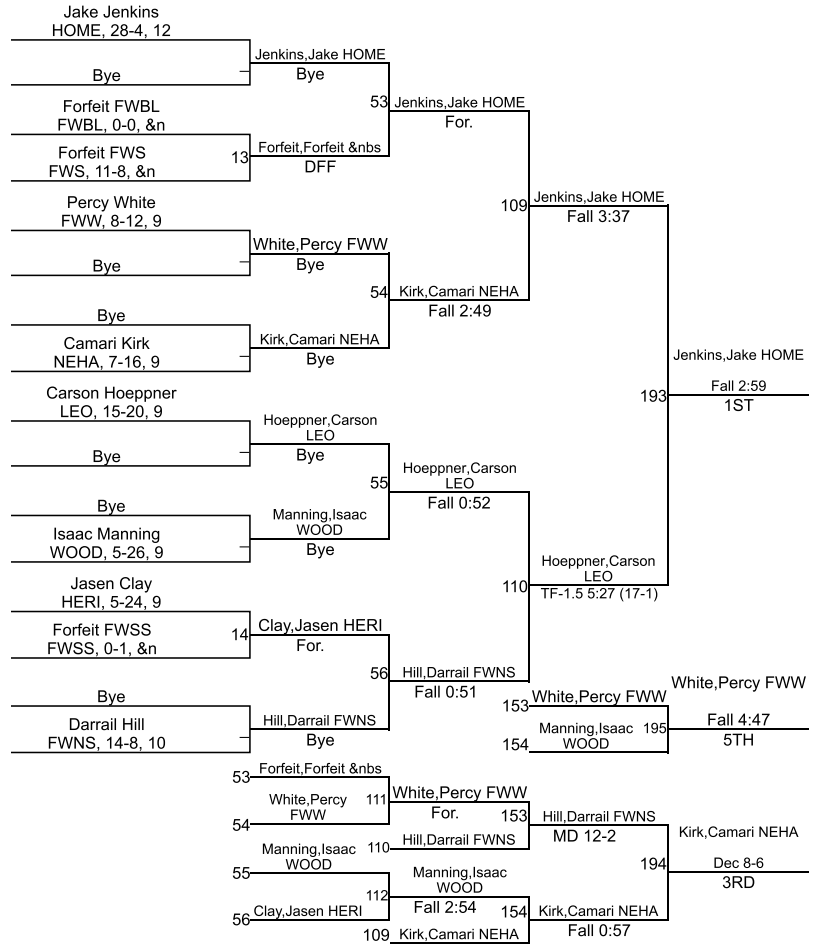 Jake Jenkins
HOME, 28-4, 12
Bye
Jenkins,Jake HOME
Bye
Forfeit FWBL
FWBL, 0-0, &n
Forfeit FWS
FWS, 11-8, &n
13
Forfeit,Forfeit &nbs
DFF
53
Jenkins,Jake HOME
For.
Percy White
FWW, 8-12, 9
Bye
White,Percy FWW
Bye
Bye
Camari Kirk
NEHA, 7-16, 9
Kirk,Camari NEHA
Bye
54
Kirk,Camari NEHA
Fall 2:49
109
Jenkins,Jake HOME
Fall 3:37
Carson Hoeppner
LEO, 15-20, 9
Bye
Hoeppner,Carson
LEO
Bye
Bye
Isaac Manning
WOOD, 5-26, 9
Manning,Isaac
WOOD
Bye
55
Hoeppner,Carson
LEO
Fall 0:52
Jasen Clay
HERI, 5-24, 9
Forfeit FWSS
FWSS, 0-1, &n
14
Clay,Jasen HERI
For.
Bye
Darrail Hill
FWNS, 14-8, 10
Hill,Darrail FWNS
Bye
56
Hill,Darrail FWNS
Fall 0:51
110
Hoeppner,Carson
LEO
TF-1.5 5:27 (17-1)
193
Jenkins,Jake HOME
Fall 2:59
1ST
153
White,Percy FWW
154
Manning,Isaac
WOOD
195
White,Percy FWW
Fall 4:47
5TH
53
Forfeit,Forfeit &nbs
54
White,Percy
FWW
111
White,Percy FWW
For.
110
Hill,Darrail FWNS
153
Hill,Darrail FWNS
MD 12-2
55
Manning,Isaac
WOOD
56
Clay,Jasen HERI
112
Manning,Isaac
WOOD
Fall 2:54
109
Kirk,Camari NEHA
154
Kirk,Camari NEHA
Fall 0:57
194
Kirk,Camari NEHA
Dec 8-6
3RD